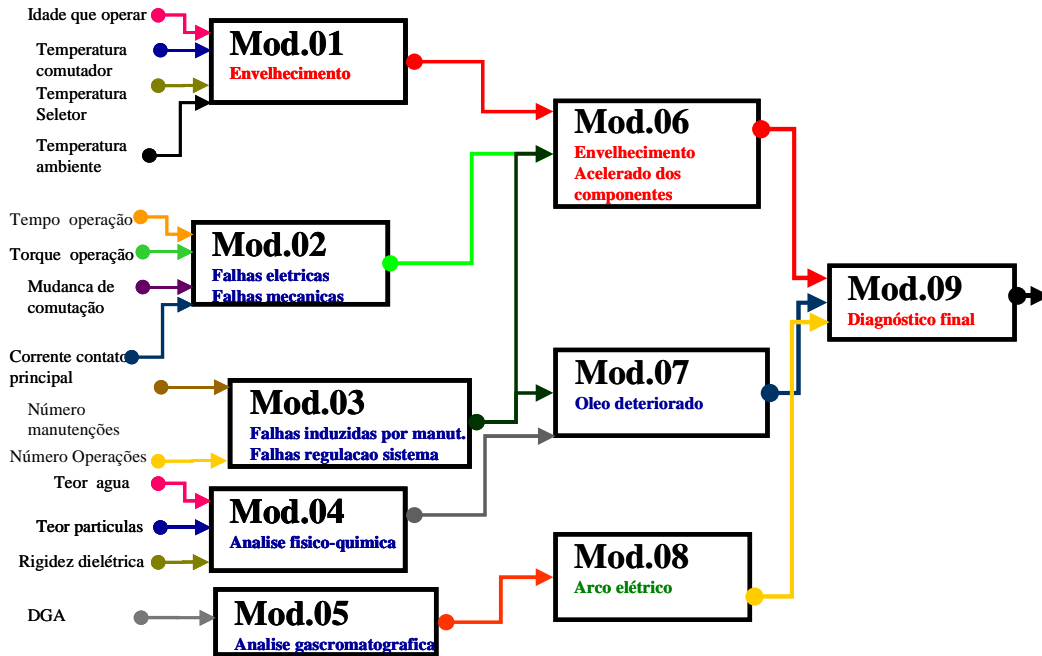 Idade que operar
Temperatura
comutador
Temperatura
Seletor
Temperatura
ambiente
Mod.01
Envelhecimento
Tempo operação
Torque operação
Mudanca de
comutação
Corrente contato
principal
Mod.02
Falhas eletricas
Falhas mecanicas
Número
manutenções
Número Operações
Mod.03
Falhas induzidas por manut.
Falhas regulacao sistema
Teor agua
Teor particulas
Rigidez dielétrica
Mod.04
Analise fisico-quimica
DGA
Mod.05
Analise gascromatografica
Mod.06
Envelhecimento
Acelerado dos
componentes
Mod.07
Oleo deteriorado
Mod.08
Arco elétrico
Mod.09
Diagnóstico final